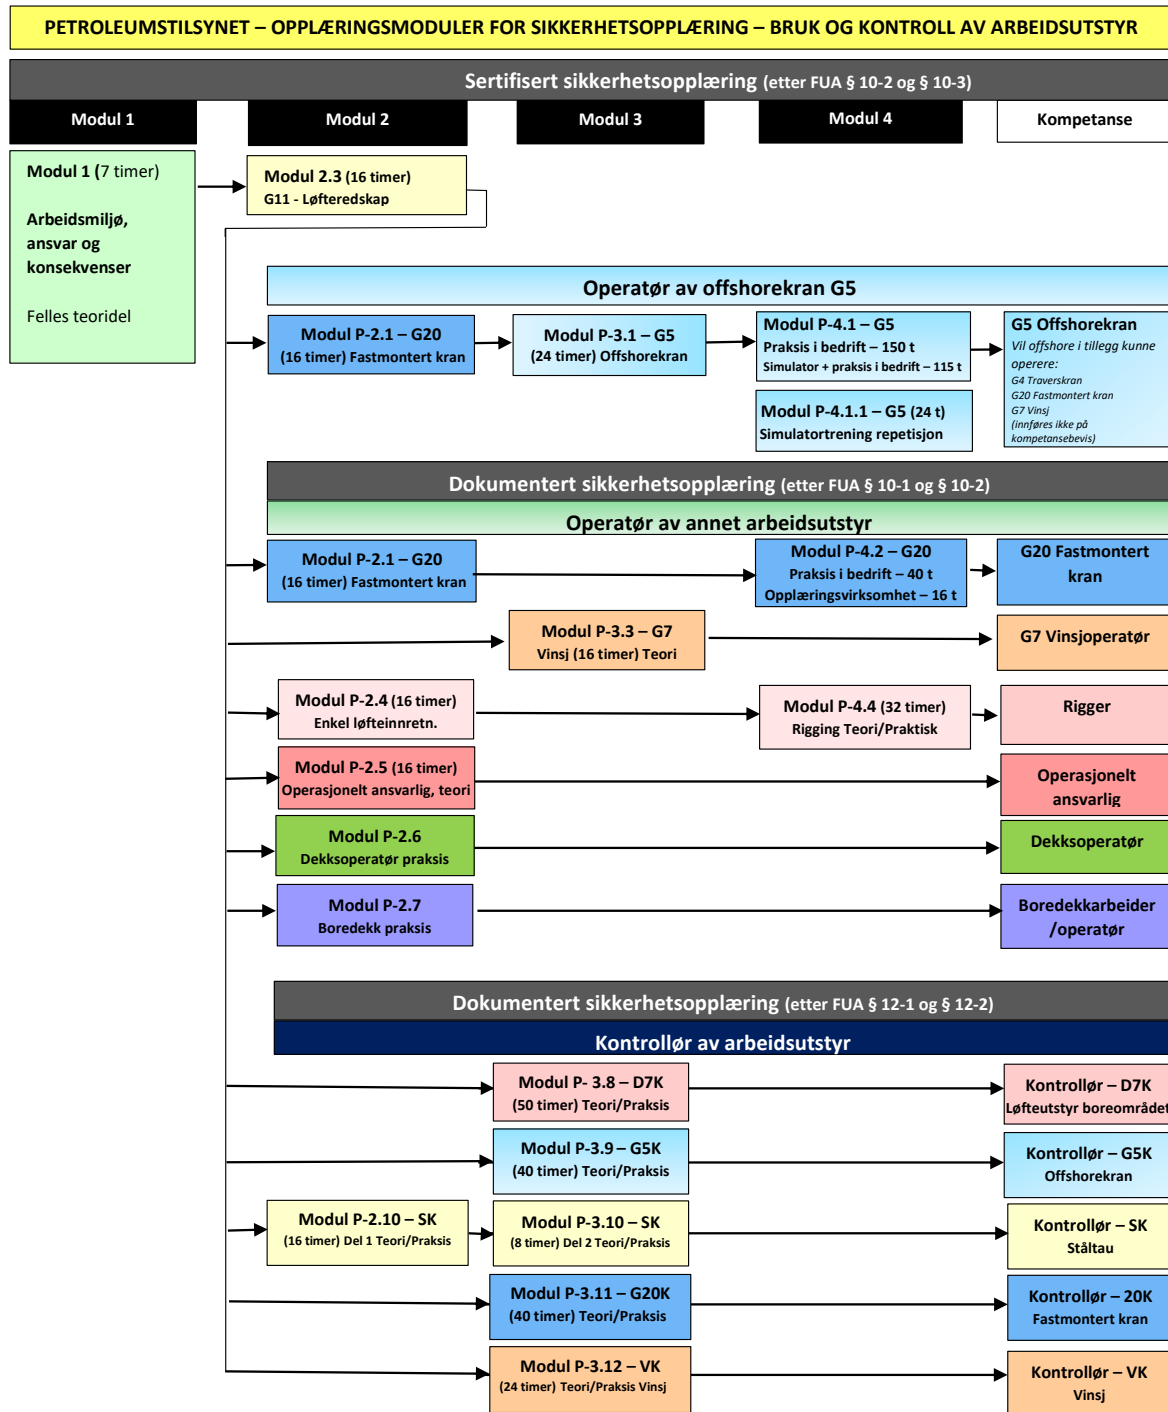 PETROLEUMSTILSYNET – OPPLÆRINGSMODULER FOR SIKKERHETSOPPLÆRING – BRUK OG KONTROLL AV ARBEIDSUTSTYR
Sertifisert sikkerhetsopplæring (etter FUA § 10-2 og § 10-3)
Modul 1
Modul 2
Modul 3
Modul 4
Kompetanse
Modul 1 (7 timer)
Arbeidsmiljø,
ansvar og
konsekvenser
Felles teoridel
Modul 2.3 (16 timer)
G11 - Løfteredskap
Operatør av offshorekran G5
Modul P-2.1 – G20
(16 timer) Fastmontert kran
Modul P-3.1 – G5
(24 timer) Offshorekran
Modul P-4.1 – G5
Praksis i bedrift – 150 t
Simulator + praksis i bedrift – 115 t
Modul P-4.1.1 – G5 (24 t)
Simulatortrening repetisjon
G5 Offshorekran
Vil offshore i tillegg kunne
operere:
G4 Traverskran
G20 Fastmontert kran
G7 Vinsj
(innføres ikke på
kompetansebevis)
Dokumentert sikkerhetsopplæring (etter FUA § 10-1 og § 10-2)
Operatør av annet arbeidsutstyr
Modul P-2.1 – G20
(16 timer) Fastmontert kran
Modul P-4.2 – G20
Praksis i bedrift – 40 t
Opplæringsvirksomhet – 16 t
G20 Fastmontert
kran
Modul P-3.3 – G7
Vinsj (16 timer) Teori
G7 Vinsjoperatør
Modul P-2.4 (16 timer)
Enkel løfteinnretn.
Modul P-4.4 (32 timer)
Rigging Teori/Praktisk
Rigger
Modul P-2.5 (16 timer)
Operasjonelt ansvarlig, teori
Operasjonelt
ansvarlig
Modul P-2.6
Dekksoperatør praksis
Dekksoperatør
Modul P-2.7
Boredekk praksis
Boredekkarbeider
/operatør
Dokumentert sikkerhetsopplæring (etter FUA § 12-1 og § 12-2)
Kontrollør av arbeidsutstyr
Modul P- 3.8 – D7K
(50 timer) Teori/Praksis
Kontrollør – D7K
Løfteutstyr boreområdet
Modul P-3.9 – G5K
(40 timer) Teori/Praksis
Kontrollør – G5K
Offshorekran
Modul P-2.10 – SK
(16 timer) Del 1 Teori/Praksis
Modul P-3.10 – SK
(8 timer) Del 2 Teori/Praksis
Kontrollør – SK
Ståltau
Modul P-3.11 – G20K
(40 timer) Teori/Praksis
Kontrollør – 20K
Fastmontert kran
Modul P-3.12 – VK
(24 timer) Teori/Praksis Vinsj
Kontrollør – VK
Vinsj